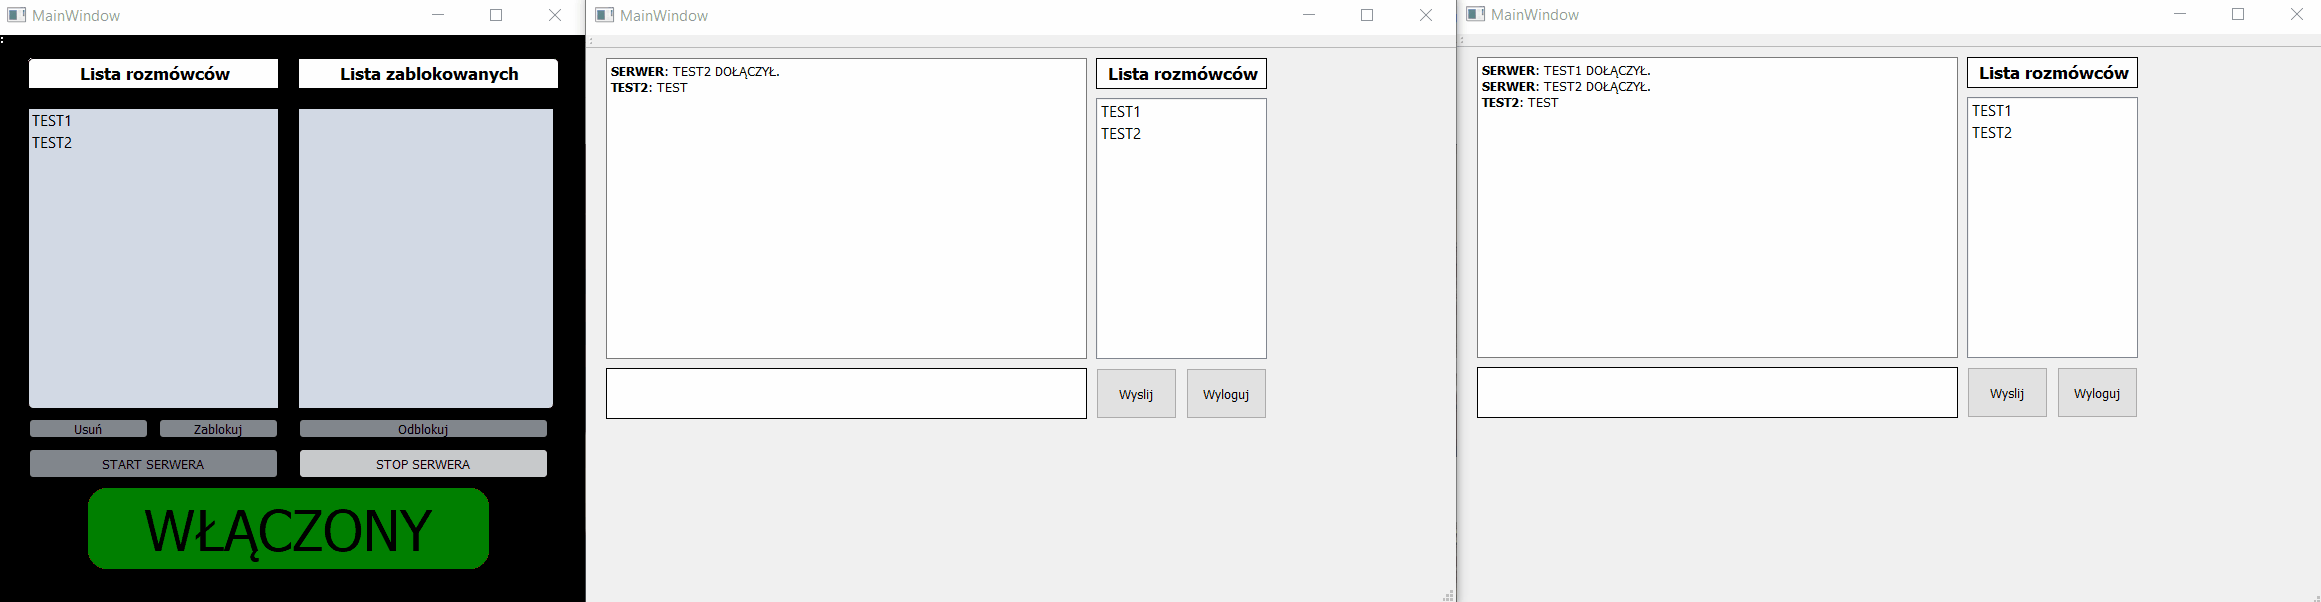 MainWindow
Lista rozmówców
Lista zablokowanych
TEST1
TEST2
Usuń
Zablokuj
Odblokuj
START SERWERA
STOP SERWERA
WŁĄCZONY
MainWindow
SERWER: TEST2 DOŁĄCZYŁ.
TEST2: TEST
Lista rozmówców
TEST1
TEST2
Wyslij
Wyloguj
MainWindow
SERWER: TEST1 DOŁĄCZYŁ.
SERWER: TEST2 DOŁĄCZYŁ.
TEST2: TEST
Lista rozmówców
TEST1
TEST2
Wyslij
Wyloguj